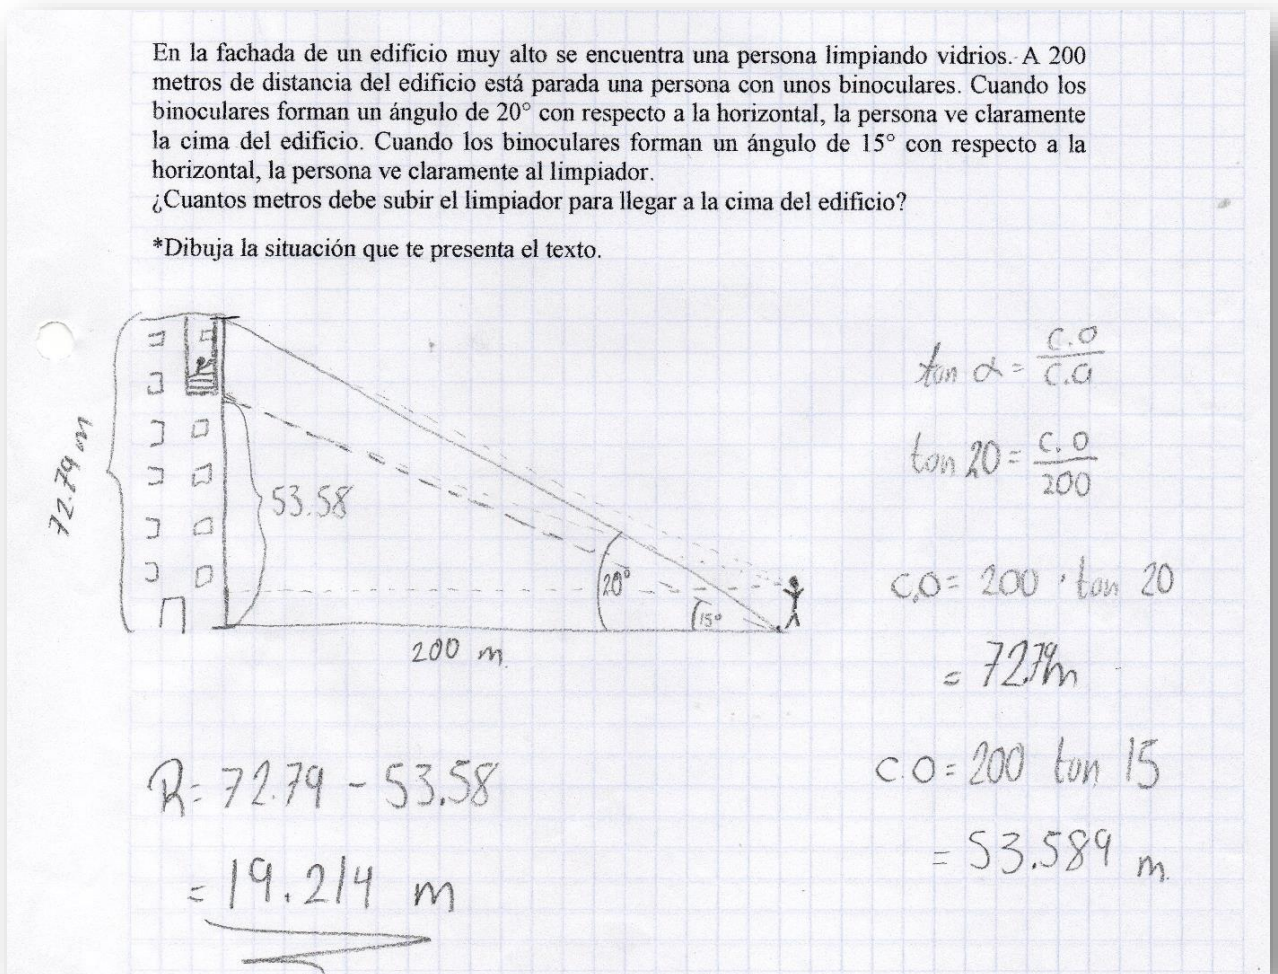 En la fachada de un edificio muy alto se encuentra una persona limpiando vidrios. A 200
metros de distancia del edificio está parada una persona con unos binoculares. Cuando los
binoculares forman un ángulo de 20° con respecto a la horizontal, la persona ve claramente
la cima del edificio. Cuando los binoculares forman un ángulo de 15° con respecto a la
horizontal, la persona ve claramente al limpiador.
¿Cuantos metros debe subir el limpiador para llegar a la cima del edificio?
*Dibuja la situación que te presenta el texto.
72.79 m
53.58
20°
15°
200 m.
tan α = c.o / c.a
tan 20 = c.o / 200
c.o = 200 · tan 20
= 72.79m
c.o = 200 tan 15
= 53.589 m.
R = 72.79 - 53.58
= 19.214 m